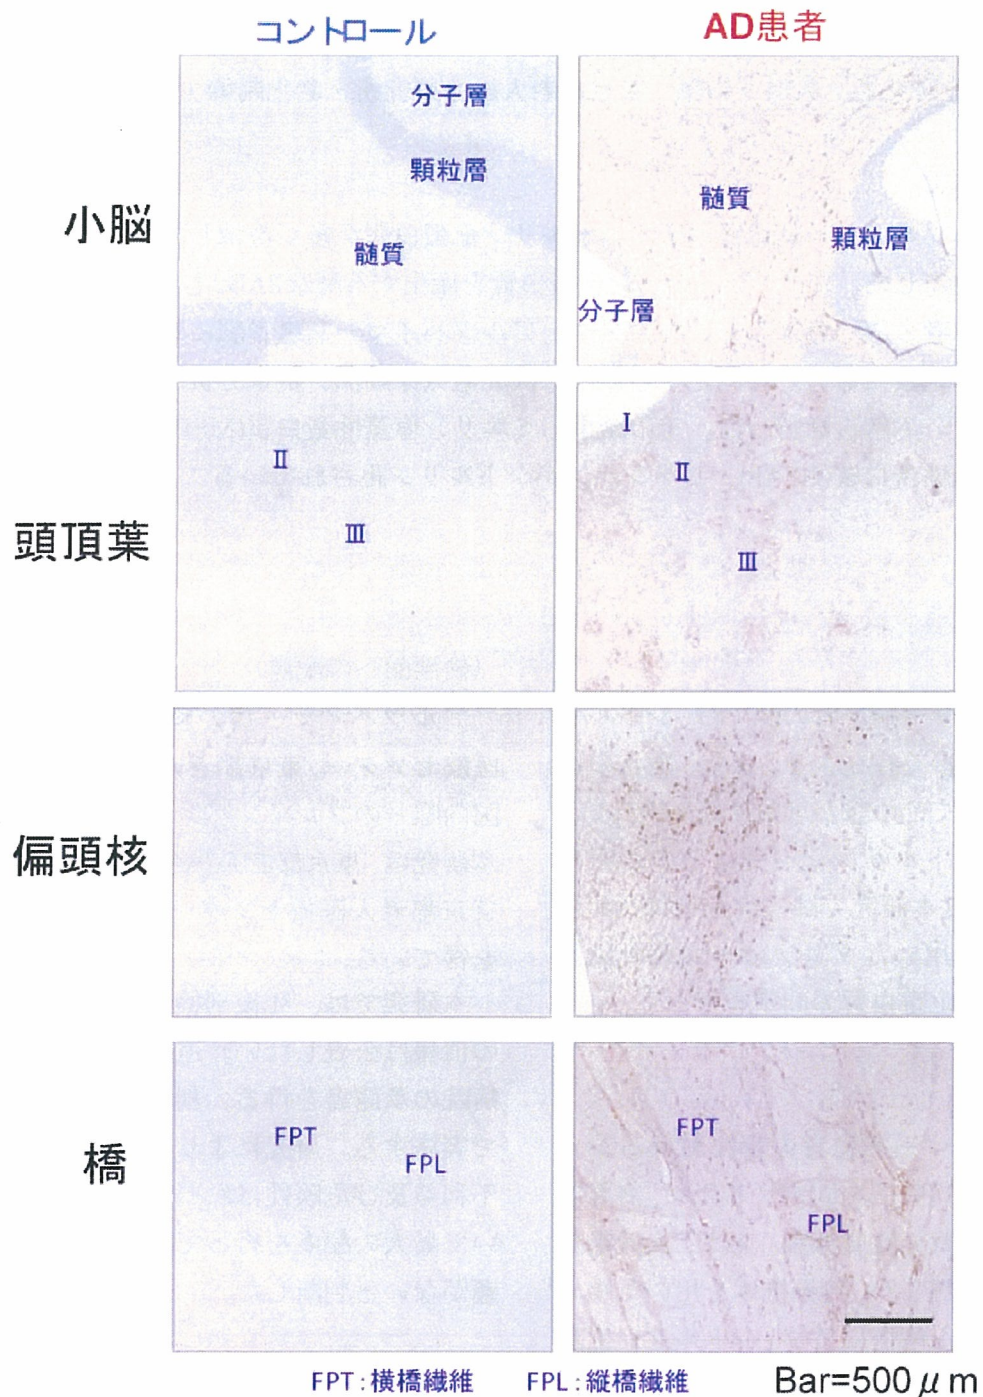 コントロール
AD患者
小脳
分子層
顆粒層
髄質
髄質
顆粒層
分子層
頭頂葉
Ⅱ
Ⅲ
Ⅰ
Ⅱ
Ⅲ
偏頭核
橋
FPT
FPL
FPT
FPL
FPT:横橋繊維 FPL:縦橋繊維 Bar=500μm